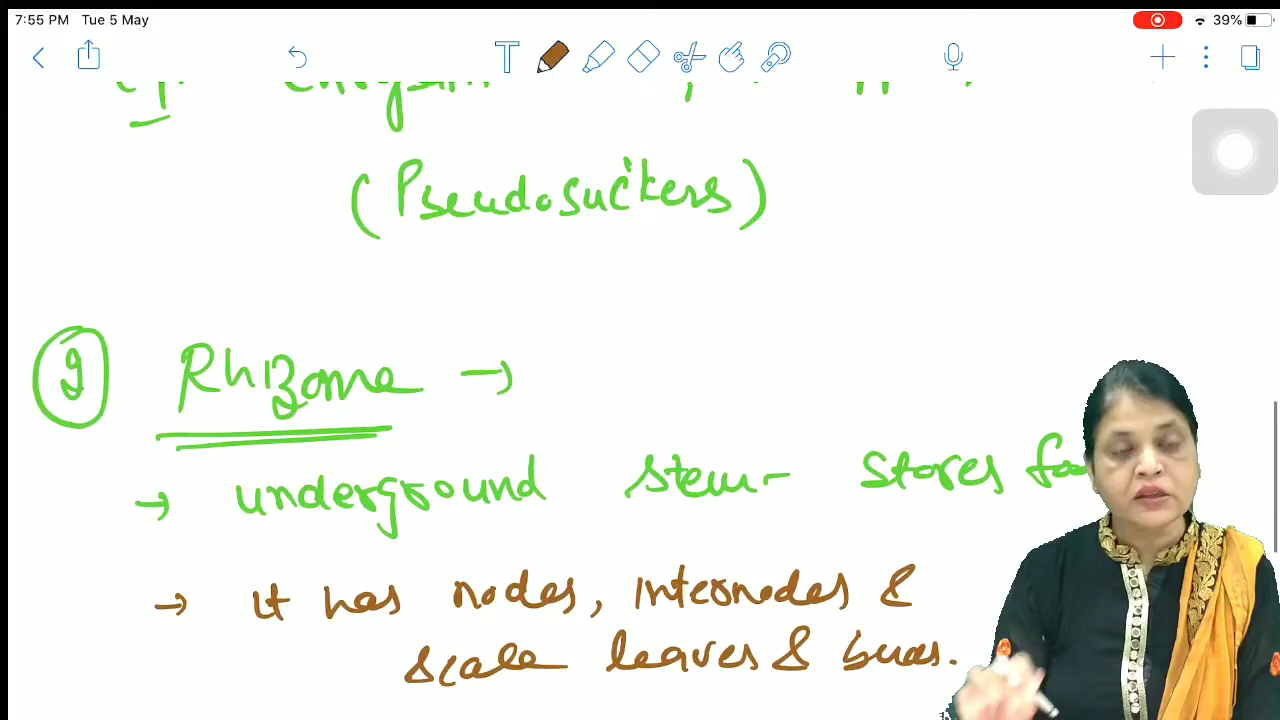 7:55 PM Tue 5 May
39%
T
(Pseudosuckers)
9 Rhizome →
→ underground stem - stores
→ it has nodes, internodes &
scale leaves & buds.